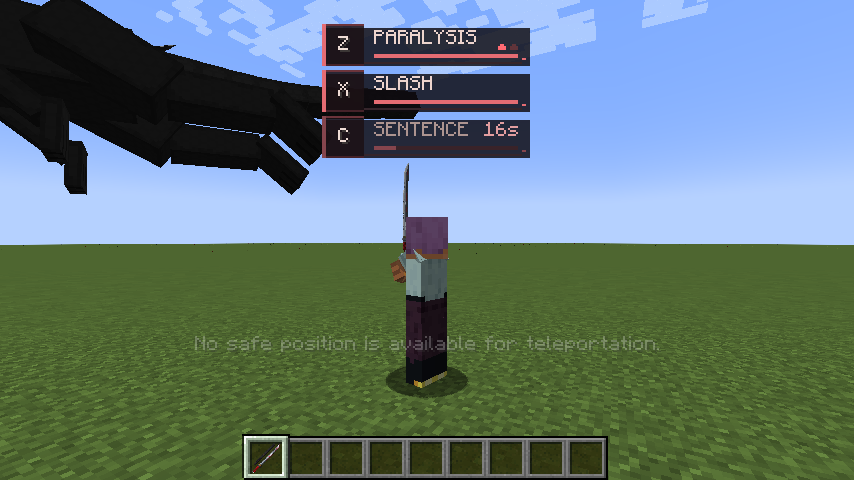 Z PARALYSIS
X SLASH
C SENTENCE 16s
No safe position is available for teleportation.